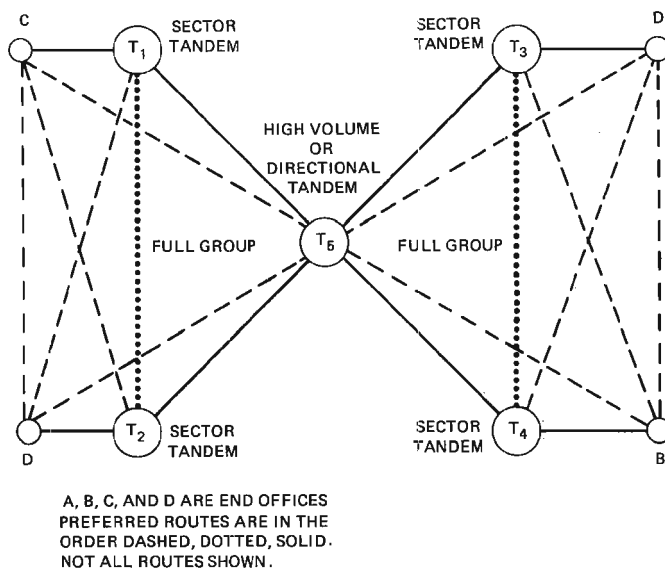 C
SECTOR
TANDEM
T1
SECTOR
TANDEM
T3
D
HIGH VOLUME
OR
DIRECTIONAL
TANDEM
FULL GROUP
T5
FULL GROUP
D
T2
SECTOR
TANDEM
SECTOR
TANDEM
T4
B
A, B, C, AND D ARE END OFFICES
PREFERRED ROUTES ARE IN THE
ORDER DASHED, DOTTED, SOLID.
NOT ALL ROUTES SHOWN.